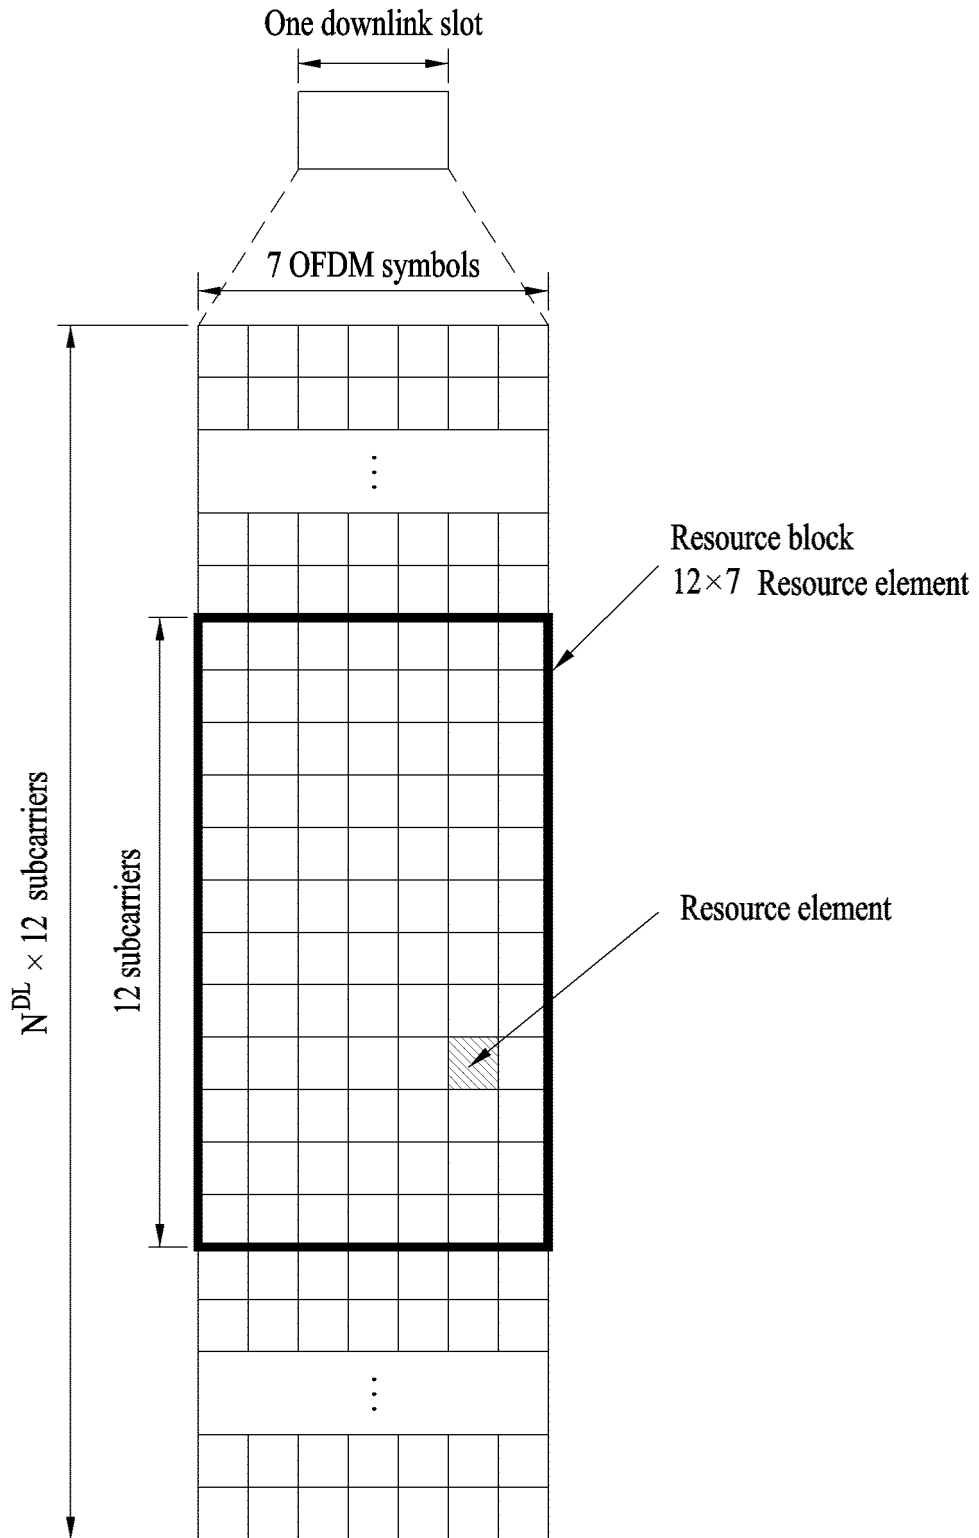 One downlink slot
7 OFDM symbols
Resource block
12×7 Resource element
N^DL × 12 subcarriers
12 subcarriers
Resource element